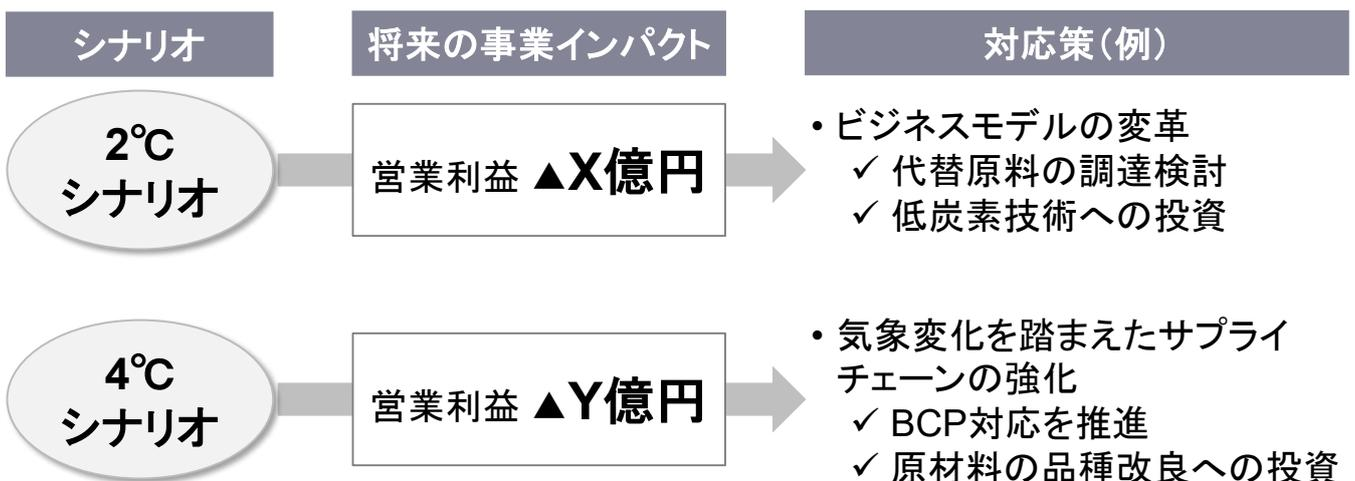 シナリオ
将来の事業インパクト
対応策(例)
2℃
シナリオ
営業利益 ▲X億円
• ビジネスモデルの変革
✓ 代替原料の調達検討
✓ 低炭素技術への投資
4℃
シナリオ
営業利益 ▲Y億円
• 気象変化を踏まえたサプライ
チェーンの強化
✓ BCP対応を推進
✓ 原材料の品種改良への投資